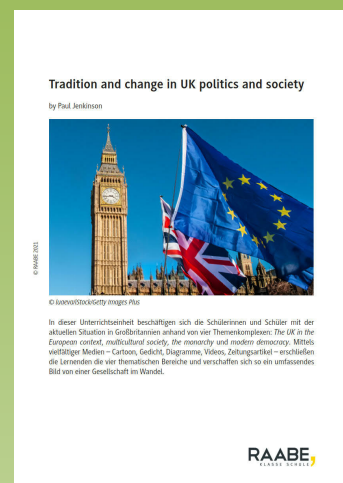 Tradition and change in UK politics and society
by Paul Jenkinson
© RAABE 2021
© luaeva/iStock/Getty Images Plus
In dieser Unterrichtseinheit beschäftigen sich die Schülerinnen und Schüler mit der
aktuellen Situation in Großbritannien anhand von vier Themenkomplexen: The UK in the
European context, multicultural society, the monarchy und modern democracy. Mittels
vielfältiger Medien – Cartoon, Gedicht, Diagramme, Videos, Zeitungsartikel – erschließen
die Lernenden die vier thematischen Bereiche und verschaffen sich so ein umfassendes
Bild von einer Gesellschaft im Wandel.
RAABE
KLASSE SCHULE